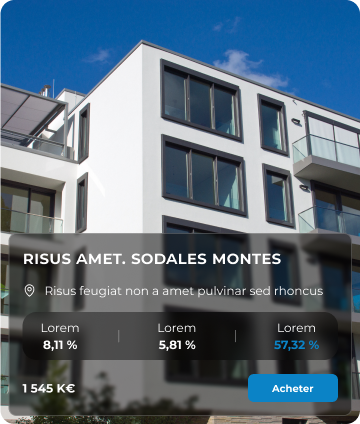 RISUS AMET. SODALES MONTES
Risus feugiat non a amet pulvinar sed rhoncus
Lorem Lorem Lorem
8,11 % 5,81 % 57,32 %
1 545 K€ Acheter